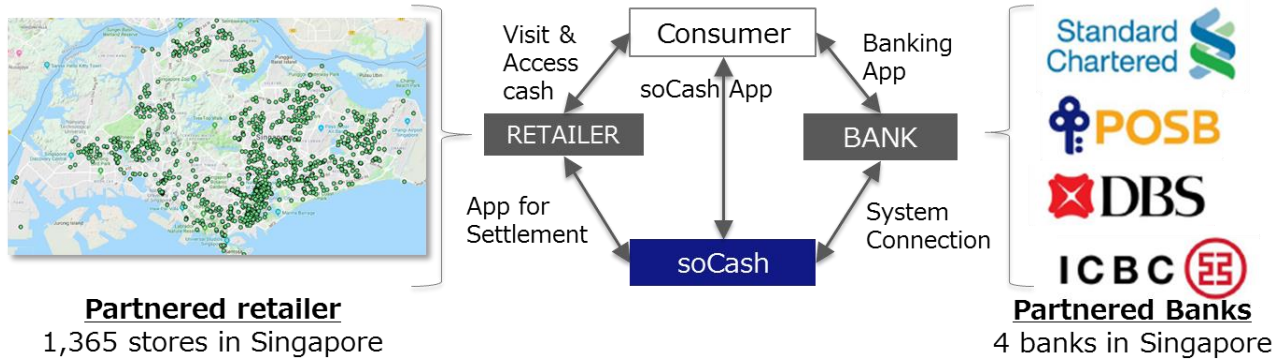 Visit &
Access
cash
Consumer
soCash App
Banking
App
RETAILER
BANK
App for
Settlement
System
Connection
soCash
Standard
Chartered
POSB
DBS
ICBC
Partnered retailer
1,365 stores in Singapore
Partnered Banks
4 banks in Singapore